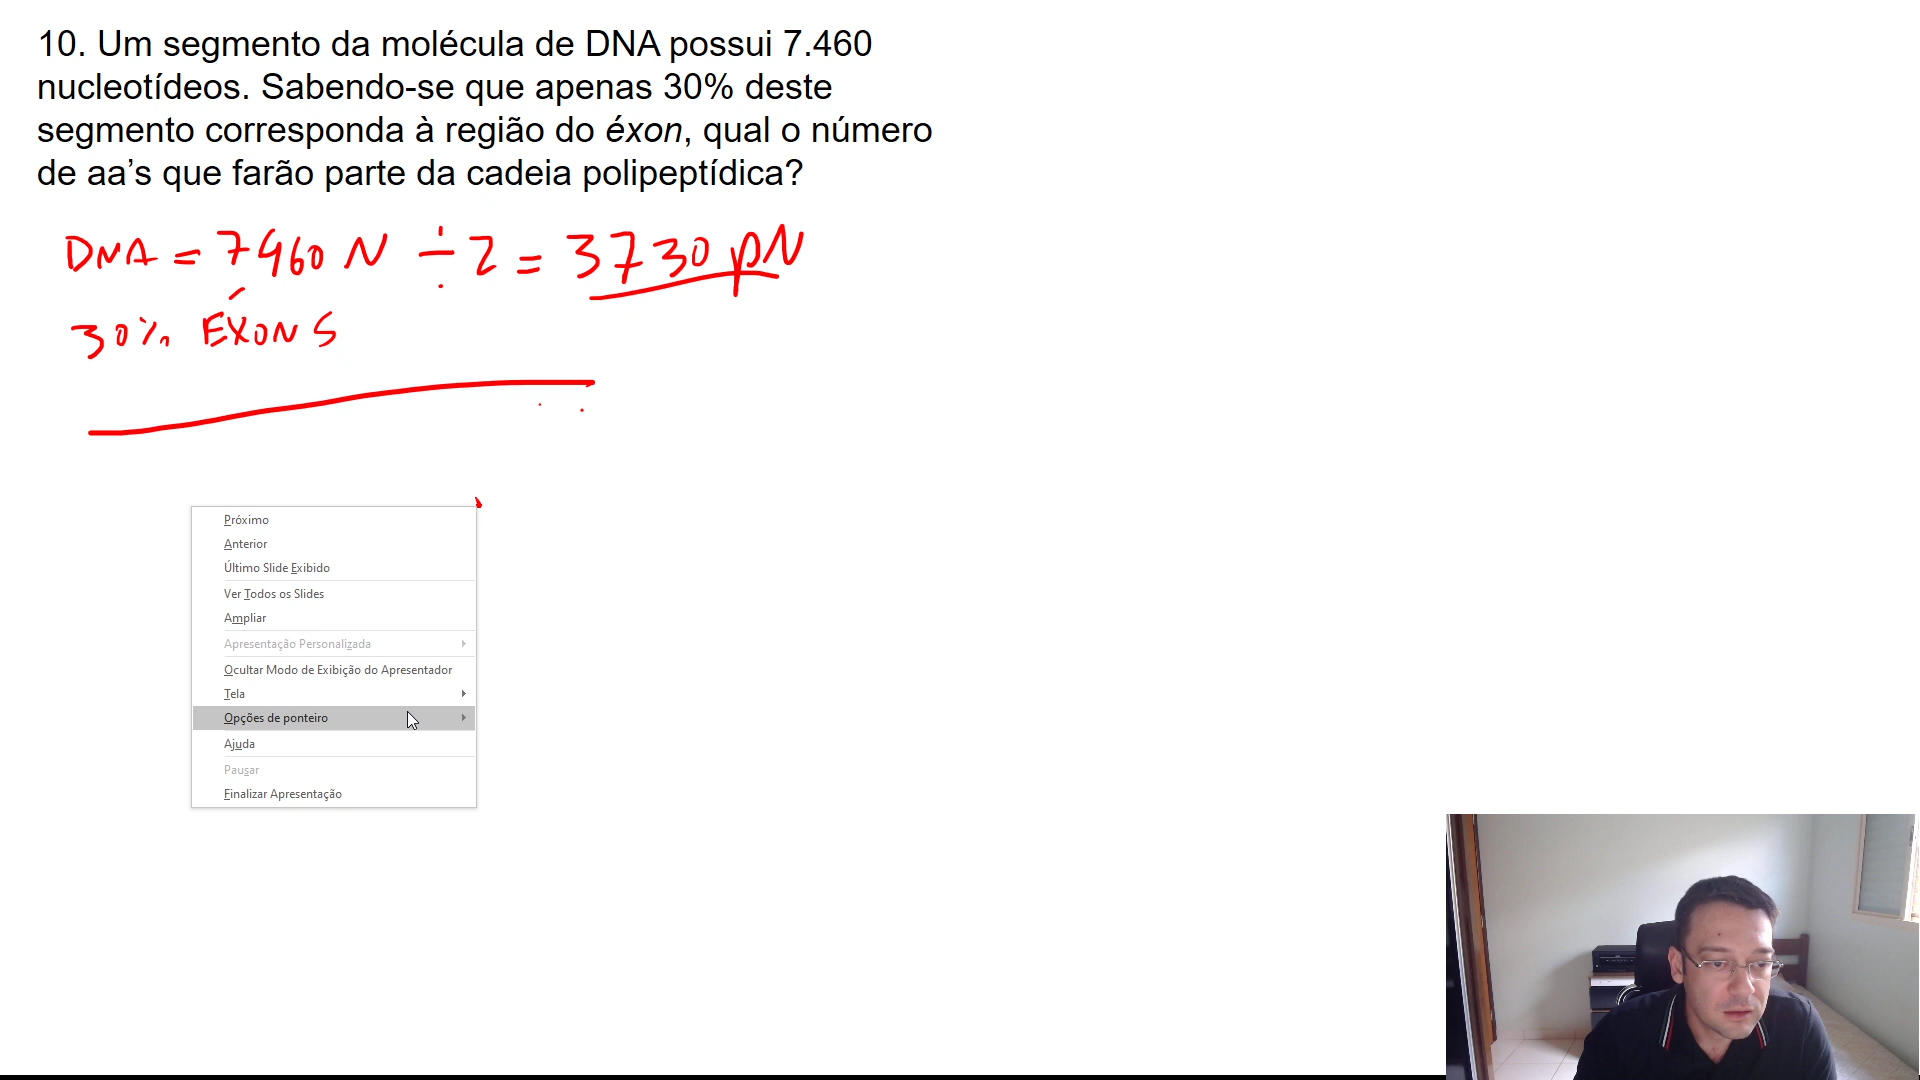 10. Um segmento da molécula de DNA possui 7.460
nucleotídeos. Sabendo-se que apenas 30% deste
segmento corresponda à região do éxon, qual o número
de aa’s que farão parte da cadeia polipeptídica?
DNA = 7460 N ÷ 2 = 3730 pN
30% ÉXONS
Próximo
Anterior
Último Slide Exibido
Ver Todos os Slides
Ampliar
Apresentação Personalizada
Ocultar Modo de Exibição do Apresentador
Tela
Opções de ponteiro
Ajuda
Pausar
Finalizar Apresentação